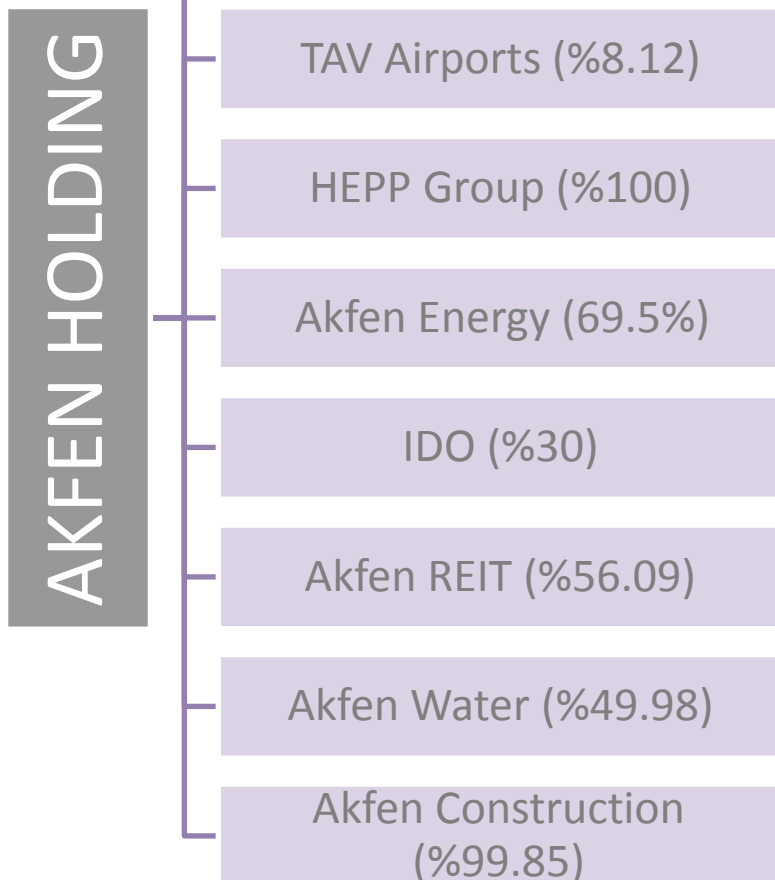 AKFEN HOLDING
TAV Airports (%8.12)
HEPP Group (%100)
Akfen Energy (69.5%)
IDO (%30)
Akfen REIT (%56.09)
Akfen Water (%49.98)
Akfen Construction
(%99.85)